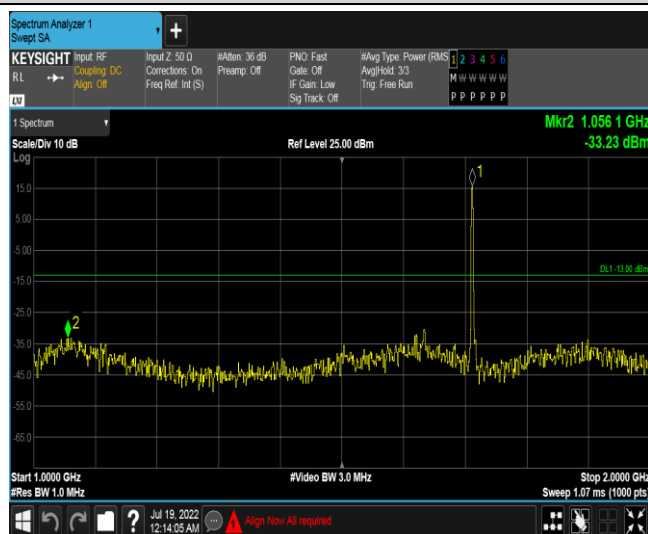 Spectrum Analyzer 1
Swept SA
+
KEYSIGHT
RL
LXI
Input: RF
Coupling: DC
Align: Off
Input Z: 50 Ω
Corrections: On
Freq Ref: Int (S)
#Atten: 36 dB
Preamp: Off
PNO: Fast
Gate: Off
IF Gain: Low
Sig Track: Off
#Avg Type: Power (RMS
Avg|Hold: 3/3
Trig: Free Run
1 2 3 4 5 6
M W W W W W
P P P P P P
1 Spectrum
Mkr2 1.056 1 GHz
Scale/Div 10 dB
Ref Level 25.00 dBm
-33.23 dBm
Log
1
15.0
5.00
-5.00
DL1 -13.00 dBm
-15.0
-25.0
2
-35.0
-45.0
-55.0
-65.0
Start 1.0000 GHz
#Video BW 3.0 MHz
Stop 2.0000 GHz
#Res BW 1.0 MHz
Sweep 1.07 ms (1000 pts)
?
Jul 19, 2022
12:14:05 AM
Align Now All required